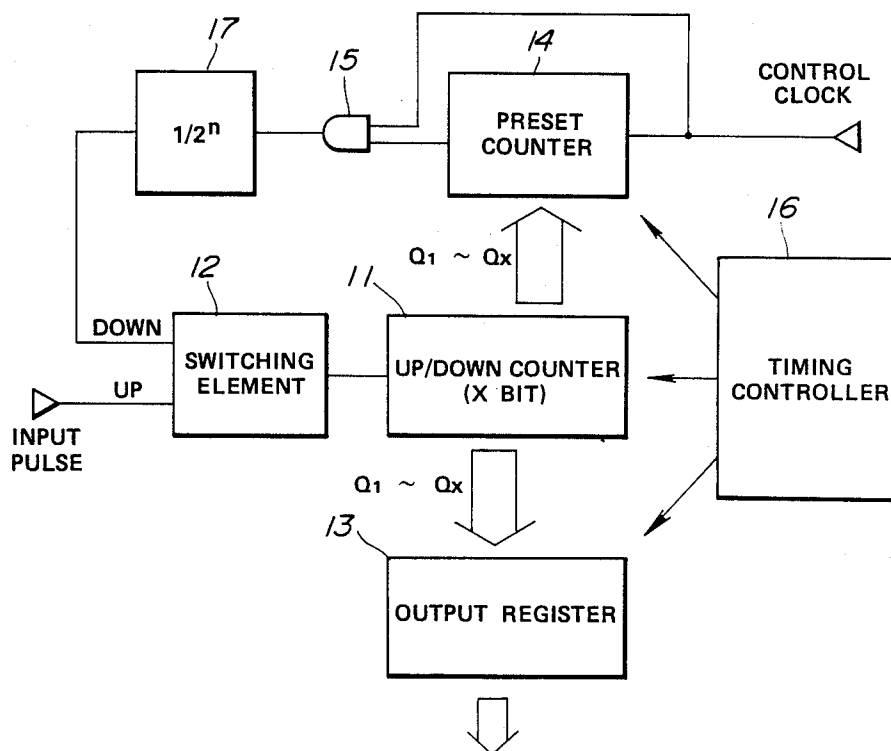 17
15
14
CONTROL
CLOCK
1/2ⁿ
PRESET
COUNTER
16
Q1 ~ Qx
12
11
DOWN
SWITCHING
ELEMENT
UP/DOWN COUNTER
(X BIT)
TIMING
CONTROLLER
UP
INPUT
PULSE
Q1 ~ Qx
13
OUTPUT REGISTER